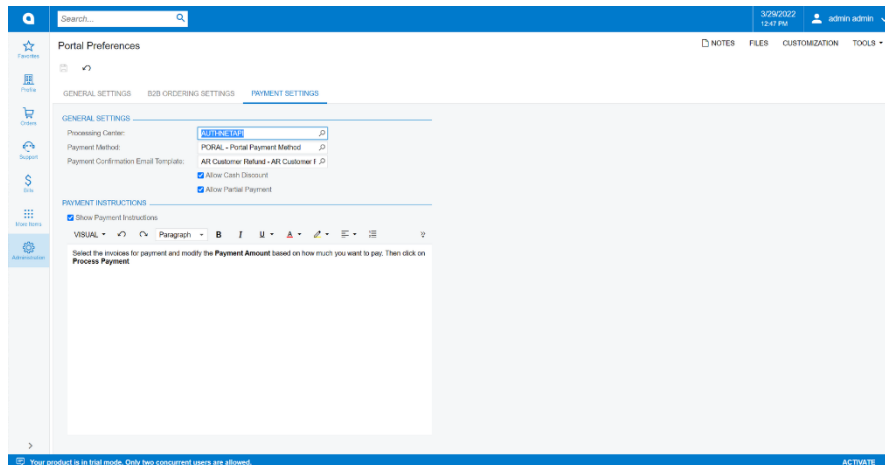 Search...
3/29/2022
12:47 PM
admin admin
Favorites
Profile
Orders
Support
Bills
More Items
Administration
Portal Preferences
NOTES FILES CUSTOMIZATION TOOLS
GENERAL SETTINGS B2B ORDERING SETTINGS PAYMENT SETTINGS
GENERAL SETTINGS
Processing Center: AUTHNETAPI
Payment Method: PORAL - Portal Payment Method
Payment Confirmation Email Template: AR Customer Refund - AR Customer
Allow Cash Discount
Allow Partial Payment
PAYMENT INSTRUCTIONS
Show Payment Instructions
VISUAL Paragraph B I U A
Select the invoices for payment and modify the Payment Amount based on how much you want to pay. Then click on
Process Payment
Your product is in trial mode. Only two concurrent users are allowed.
ACTIVATE